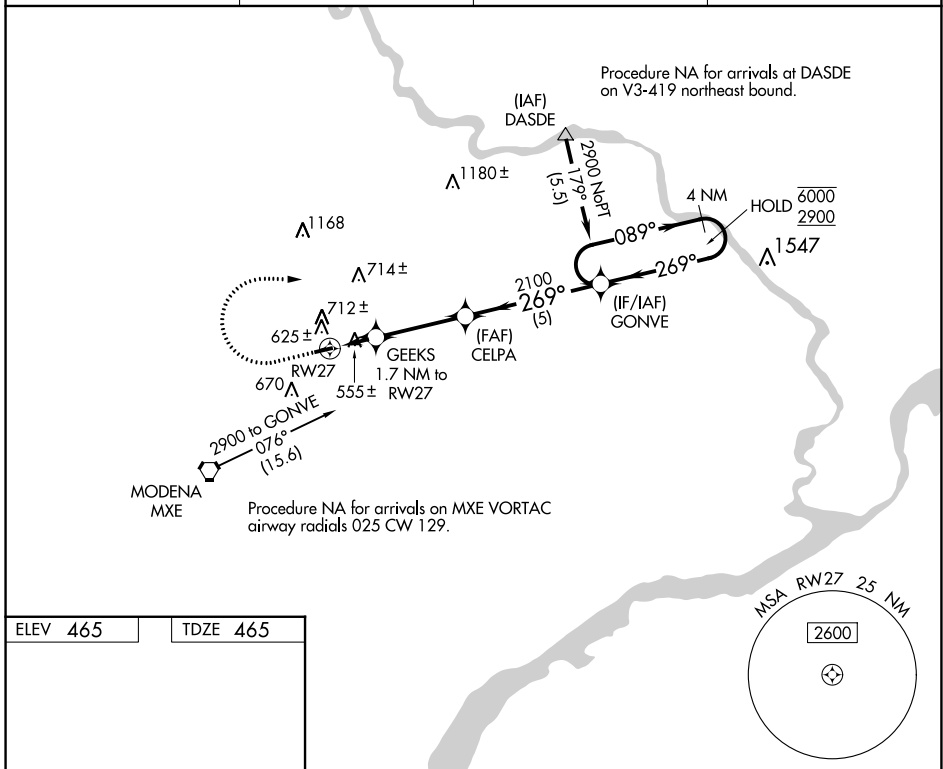 Procedure NA for arrivals at DASDE
on V3-419 northeast bound.
(IAF)
DASDE
2900 NoPT
179°
(5.5)
1180 ±
4 NM
HOLD 6000
2900
1168
089°
1547
714 ±
269°
2100
269°
(5)
(IF/IAF)
GONVE
712 ±
625 ±
(FAF)
CELPA
GEEKS
1.7 NM to
RW27
RW27
670
555 ±
2900 to GONVE
076°
(15.6)
MODENA
MXE
Procedure NA for arrivals on MXE VORTAC
airway radials 025 CW 129.
MSA RW27 25 NM
2600
ELEV 465
TDZE 465